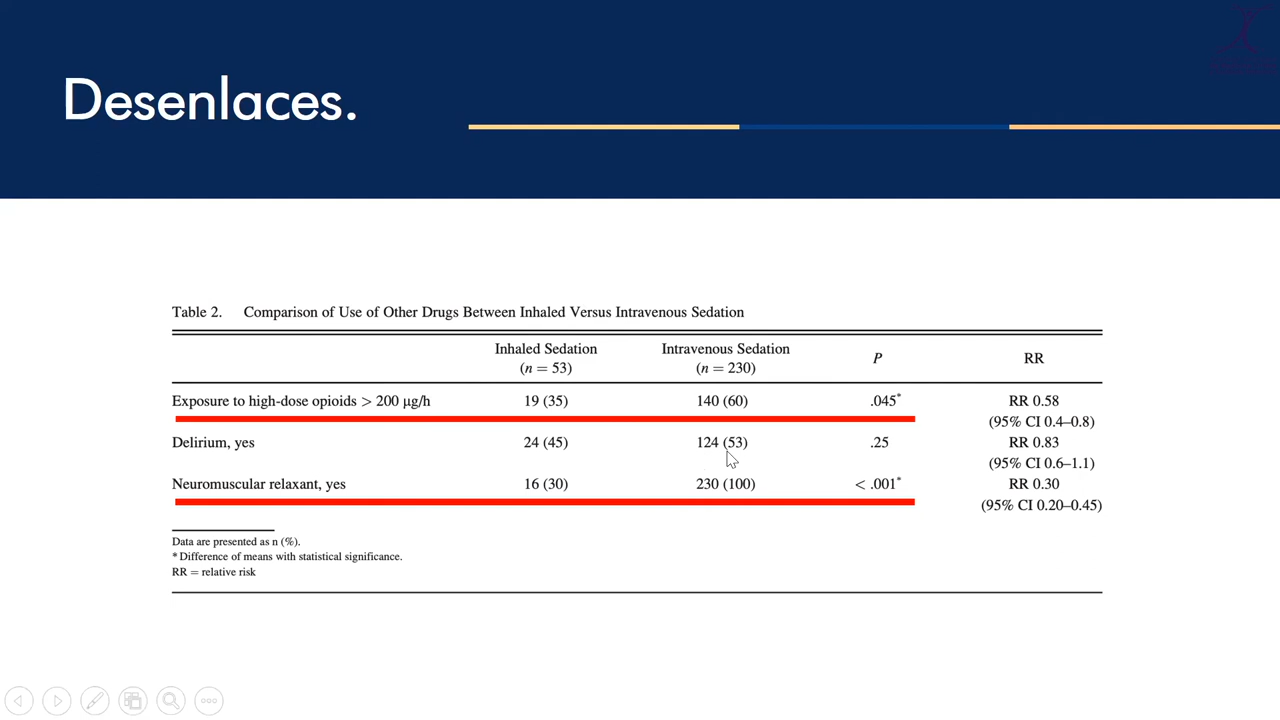 Desenlaces.
Table 2. Comparison of Use of Other Drugs Between Inhaled Versus Intravenous Sedation
Inhaled Sedation (n = 53) Intravenous Sedation (n = 230) P RR
Exposure to high-dose opioids > 200 μg/h 19 (35) 140 (60) .045* RR 0.58
(95% CI 0.4–0.8)
Delirium, yes 24 (45) 124 (53) .25 RR 0.83
(95% CI 0.6–1.1)
Neuromuscular relaxant, yes 16 (30) 230 (100) < .001* RR 0.30
(95% CI 0.20–0.45)
Data are presented as n (%).
* Difference of means with statistical significance.
RR = relative risk